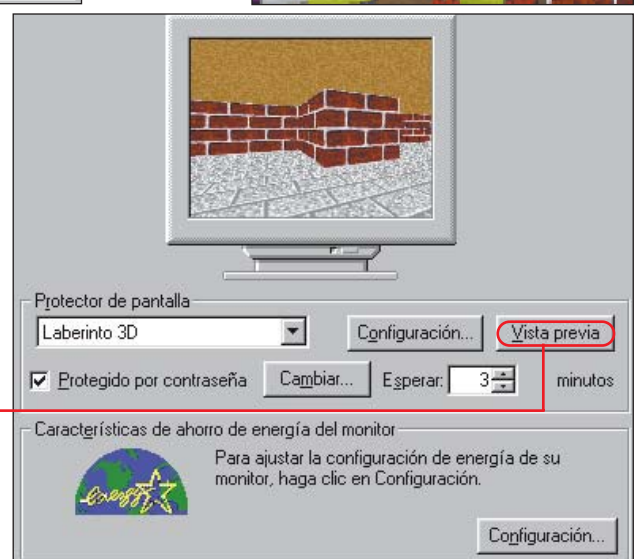 Protector de pantalla
Laberinto 3D
Configuración...
Vista previa
Protegido por contraseña
Cambiar...
Esperar:
3
minutos
Características de ahorro de energía del monitor
energy
Para ajustar la configuración de energía de su
monitor, haga clic en Configuración.
Configuración...